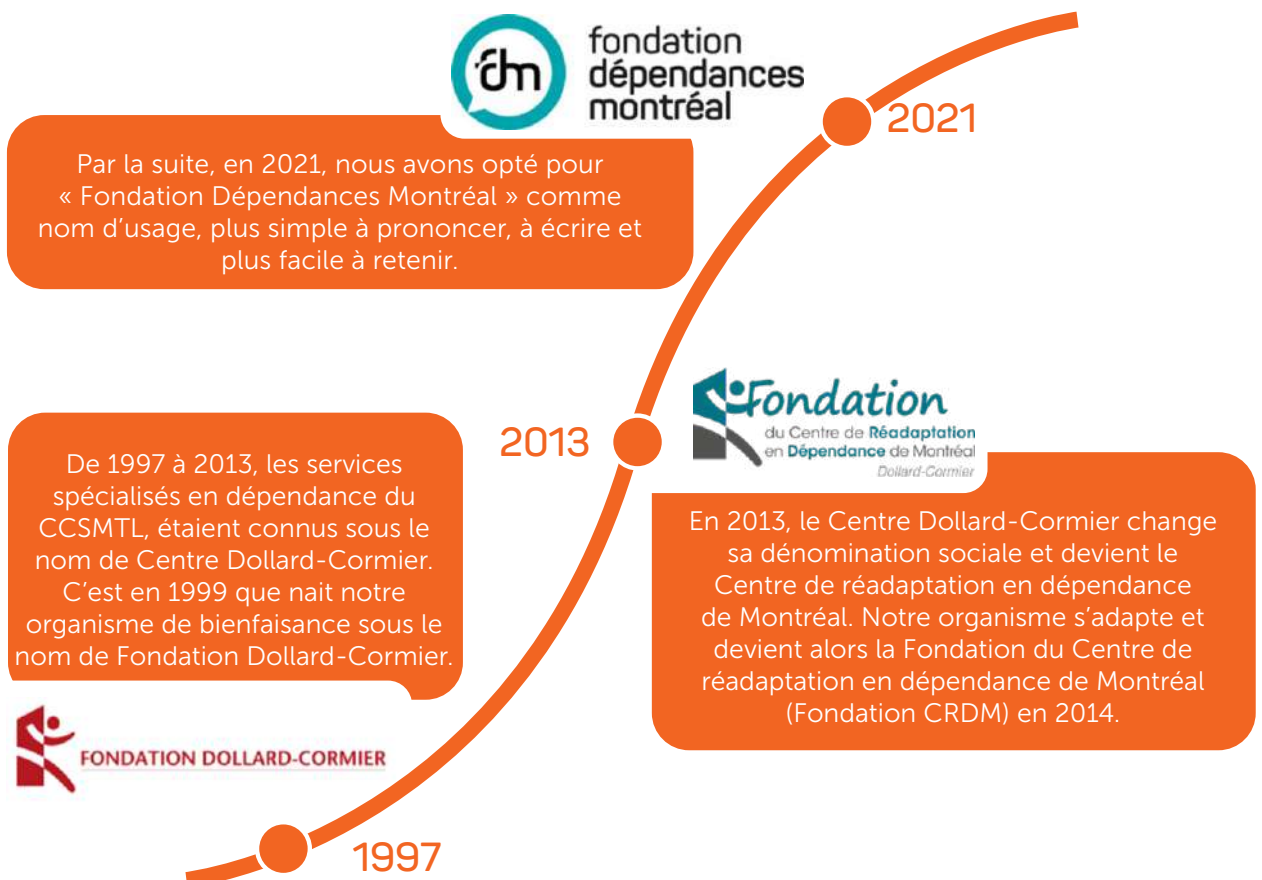 fondation
dépendances
montréal
2021
Par la suite, en 2021, nous avons opté pour
« Fondation Dépendances Montréal » comme
nom d’usage, plus simple à prononcer, à écrire et
plus facile à retenir.
2013
Fondation
du Centre de Réadaptation
en Dépendance de Montréal
Dollard-Cormier
De 1997 à 2013, les services
spécialisés en dépendance du
CCSMTL, étaient connus sous le
nom de Centre Dollard-Cormier.
C’est en 1999 que nait notre
organisme de bienfaisance sous le
nom de Fondation Dollard-Cormier.
En 2013, le Centre Dollard-Cormier change
sa dénomination sociale et devient le
Centre de réadaptation en dépendance
de Montréal. Notre organisme s’adapte et
devient alors la Fondation du Centre de
réadaptation en dépendance de Montréal
(Fondation CRDM) en 2014.
FONDATION DOLLARD-CORMIER
1997